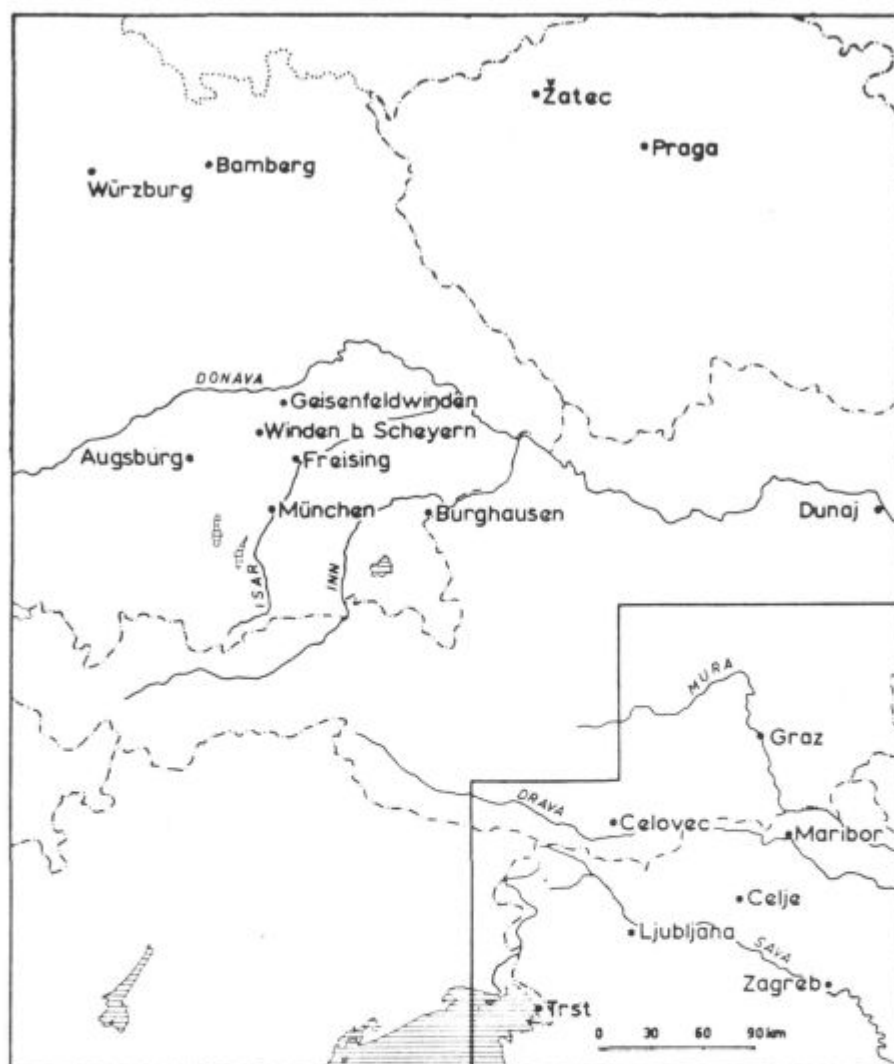 Žatec
Praga
Bamberg
Würzburg
DONAVA
Geisenfeldwinden
Winden b. Scheyern
Augsburg
Freising
München
Burghausen
Dunaj
ISAR
INN
MURA
Graz
DRAVA
Celovec
Maribor
Celje
Ljubljana
SAVA
Zagreb
Trst
0 30 60 90 km